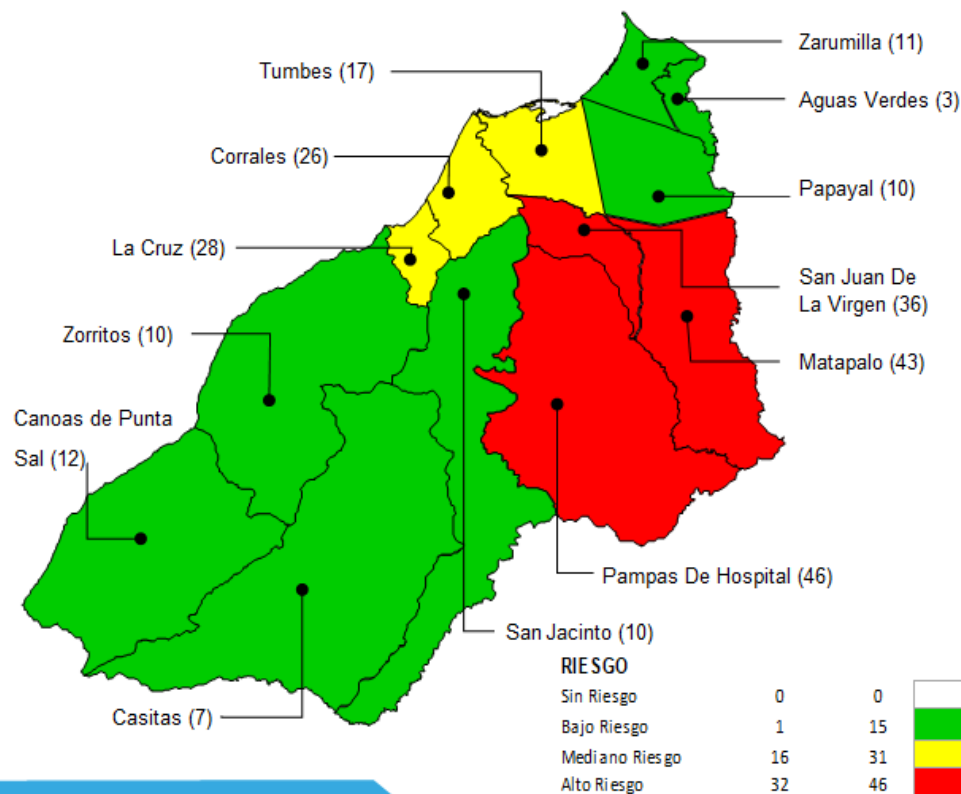 Zarumilla (11)
Tumbes (17)
Aguas Verdes (3)
Corrales (26)
Papayal (10)
La Cruz (28)
San Juan De
La Virgen (36)
Zorritos (10)
Matapalo (43)
Canoas de Punta
Sal (12)
Pampas De Hospital (46)
San Jacinto (10)
Casitas (7)
RIESGO
Sin Riesgo 0 0
Bajo Riesgo 1 15
Mediano Riesgo 16 31
Alto Riesgo 32 46